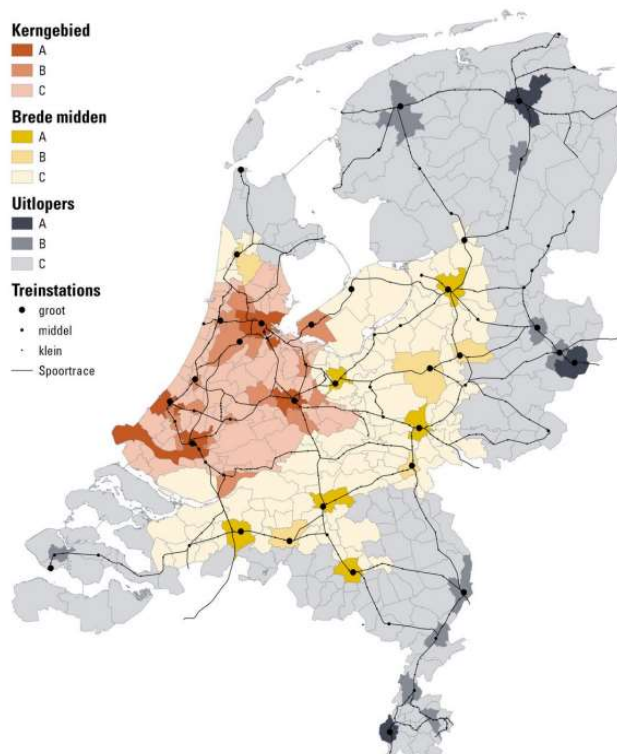 Kerngebied
A
B
C
Brede midden
A
B
C
Uitlopers
A
B
C
Treinstations
groot
middel
klein
Spoortrace